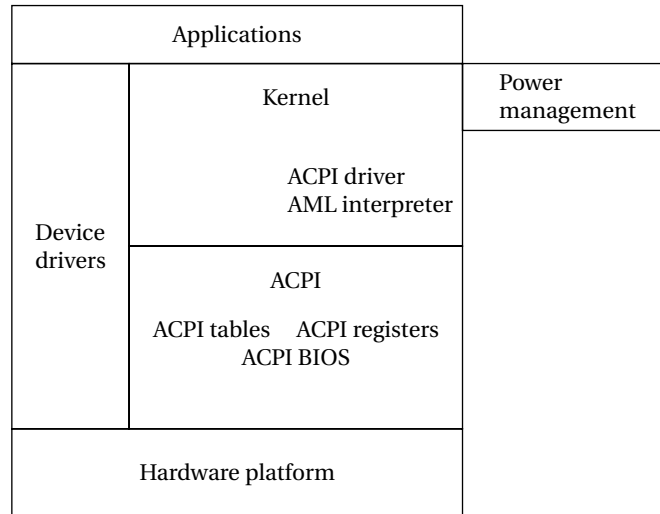 Applications
Kernel
Power
management
ACPI driver
AML interpreter
Device
drivers
ACPI
ACPI tables ACPI registers
ACPI BIOS
Hardware platform